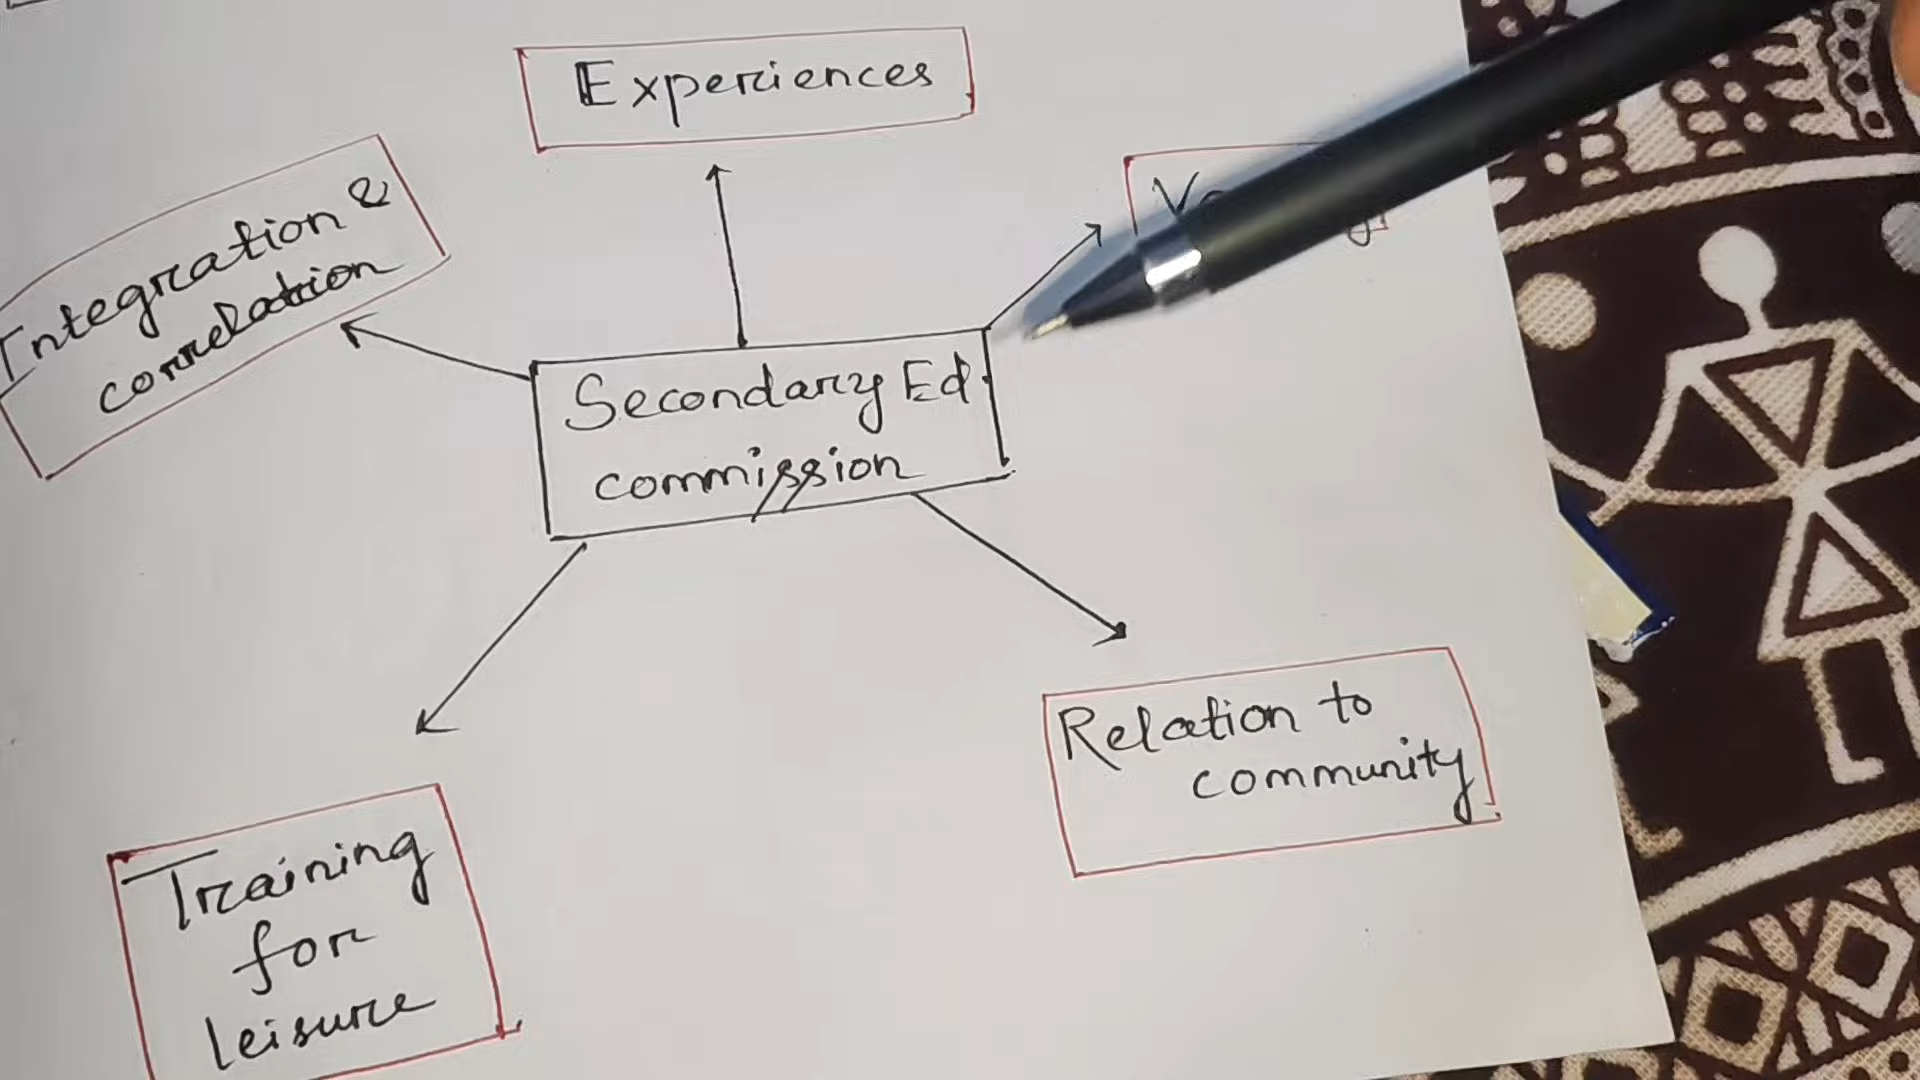 Experiences
Integration &
correlation
Secondary Ed.
commission
Relation to
community
Training
for
leisure